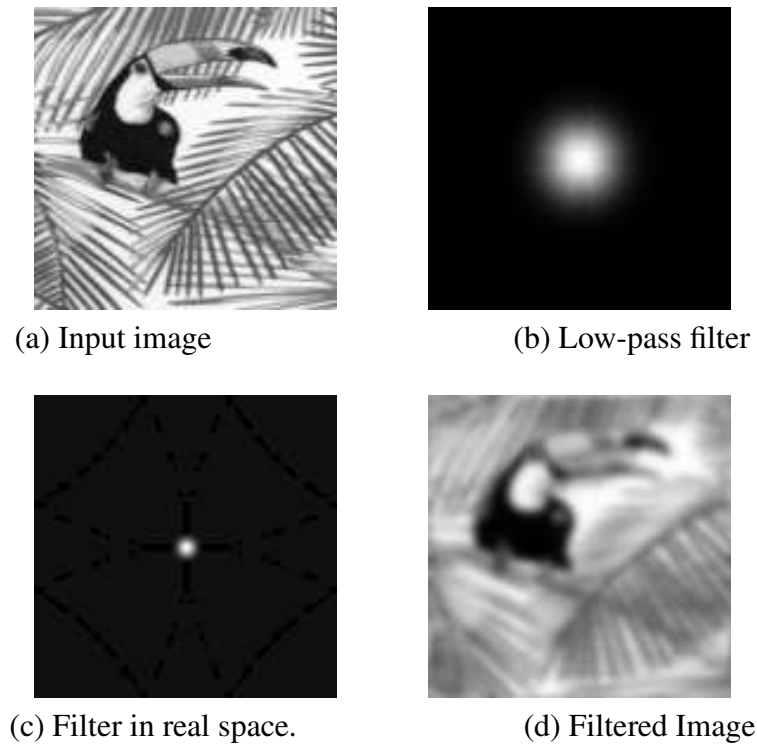 (a) Input image
(b) Low-pass filter
(c) Filter in real space.
(d) Filtered Image